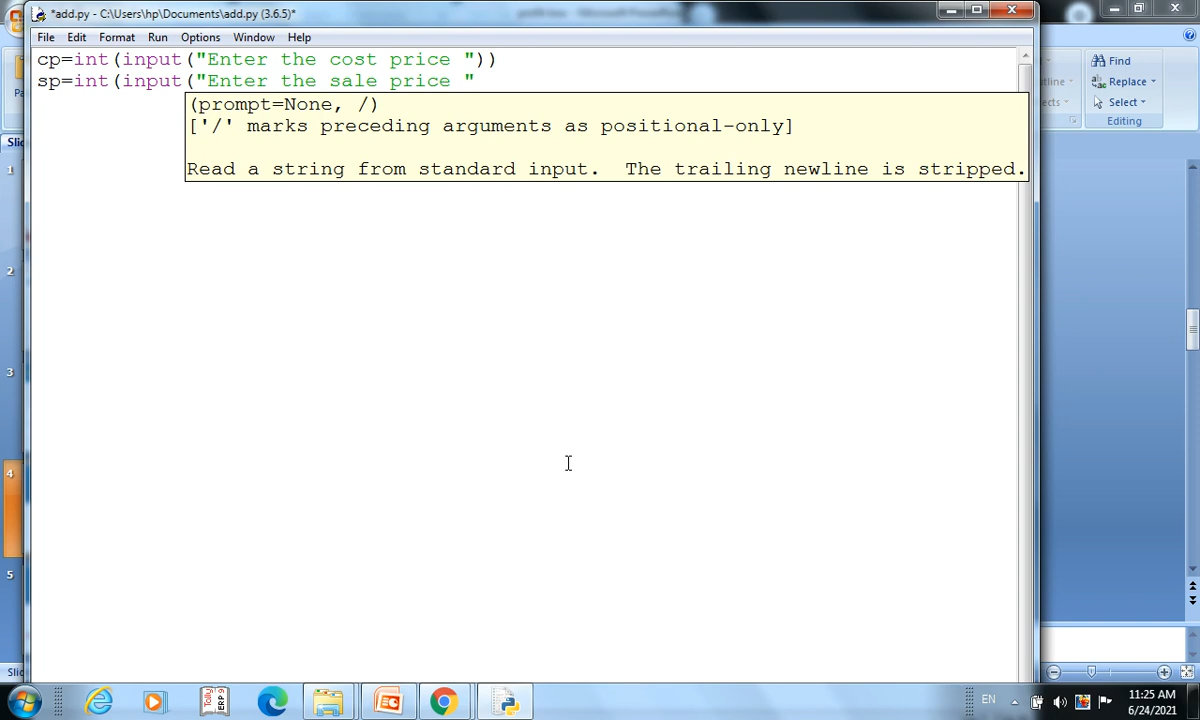 *add.py - C:\Users\hp\Documents\add.py (3.6.5)*
File Edit Format Run Options Window Help
cp=int(input("Enter the cost price "))
sp=int(input("Enter the sale price "
(prompt=None, /)
['/' marks preceding arguments as positional-only]
Read a string from standard input.  The trailing newline is stripped.
Find
Replace
Select
Editing
1
2
3
4
5
Tally
ERP 9
EN
11:25 AM
6/24/2021